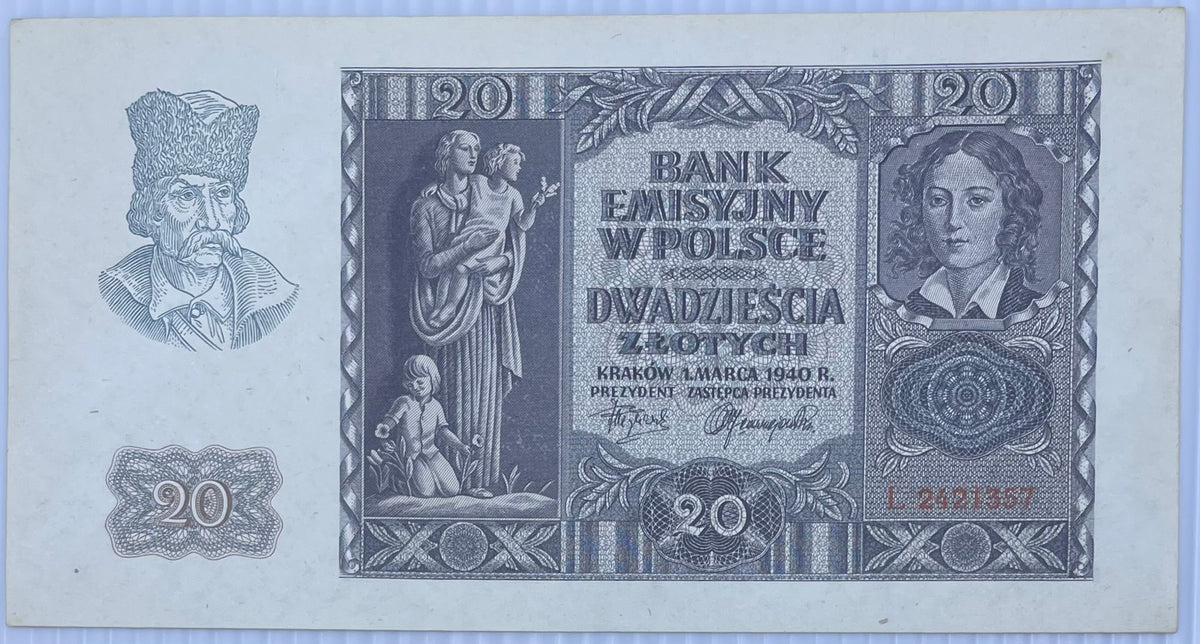 20
20
BANK
EMISYJNY
W POLSCE
DWADZIEŚCIA
ZŁOTYCH
KRAKÓW 1. MARCA 1940 R.
PREZYDENT ZASTĘPCA PREZYDENTA
20
20
L. 2421357